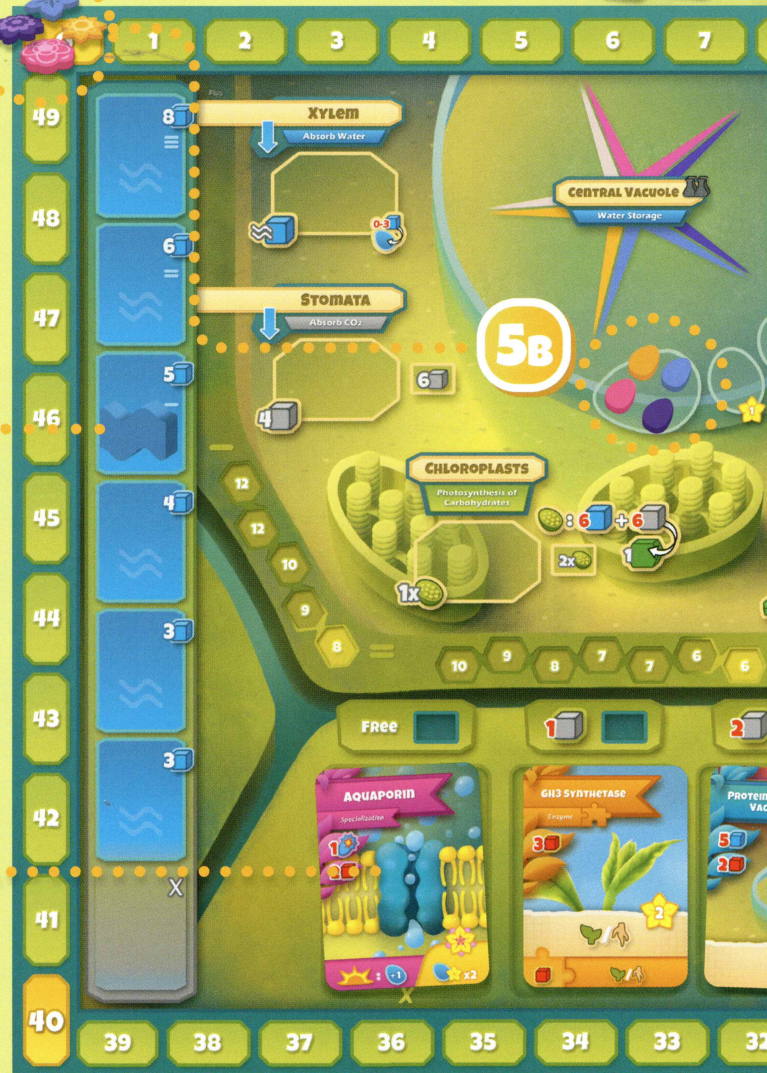 1
2
3
4
5
6
7
49
48
47
46
45
44
43
42
41
40
39
38
37
36
35
34
33
8
6
5
4
3
3
X
XYLEM
Absorb Water
0-3
STOMATA
Absorb CO₂
4
6
CENTRAL VACUOLE
Water Storage
5B
1
CHLOROPLASTS
Photosynthesis of
Carbohydrates
1x
2x
: 6 + 6
1
12
12
10
9
8
10
9
8
7
7
6
6
Free
1
2
AQUAPORIN
Specialization
1
: +1
x2
X
GH3 SYNTHETASE
Enzyme
3
2
/
/
PROTEIN
5
2